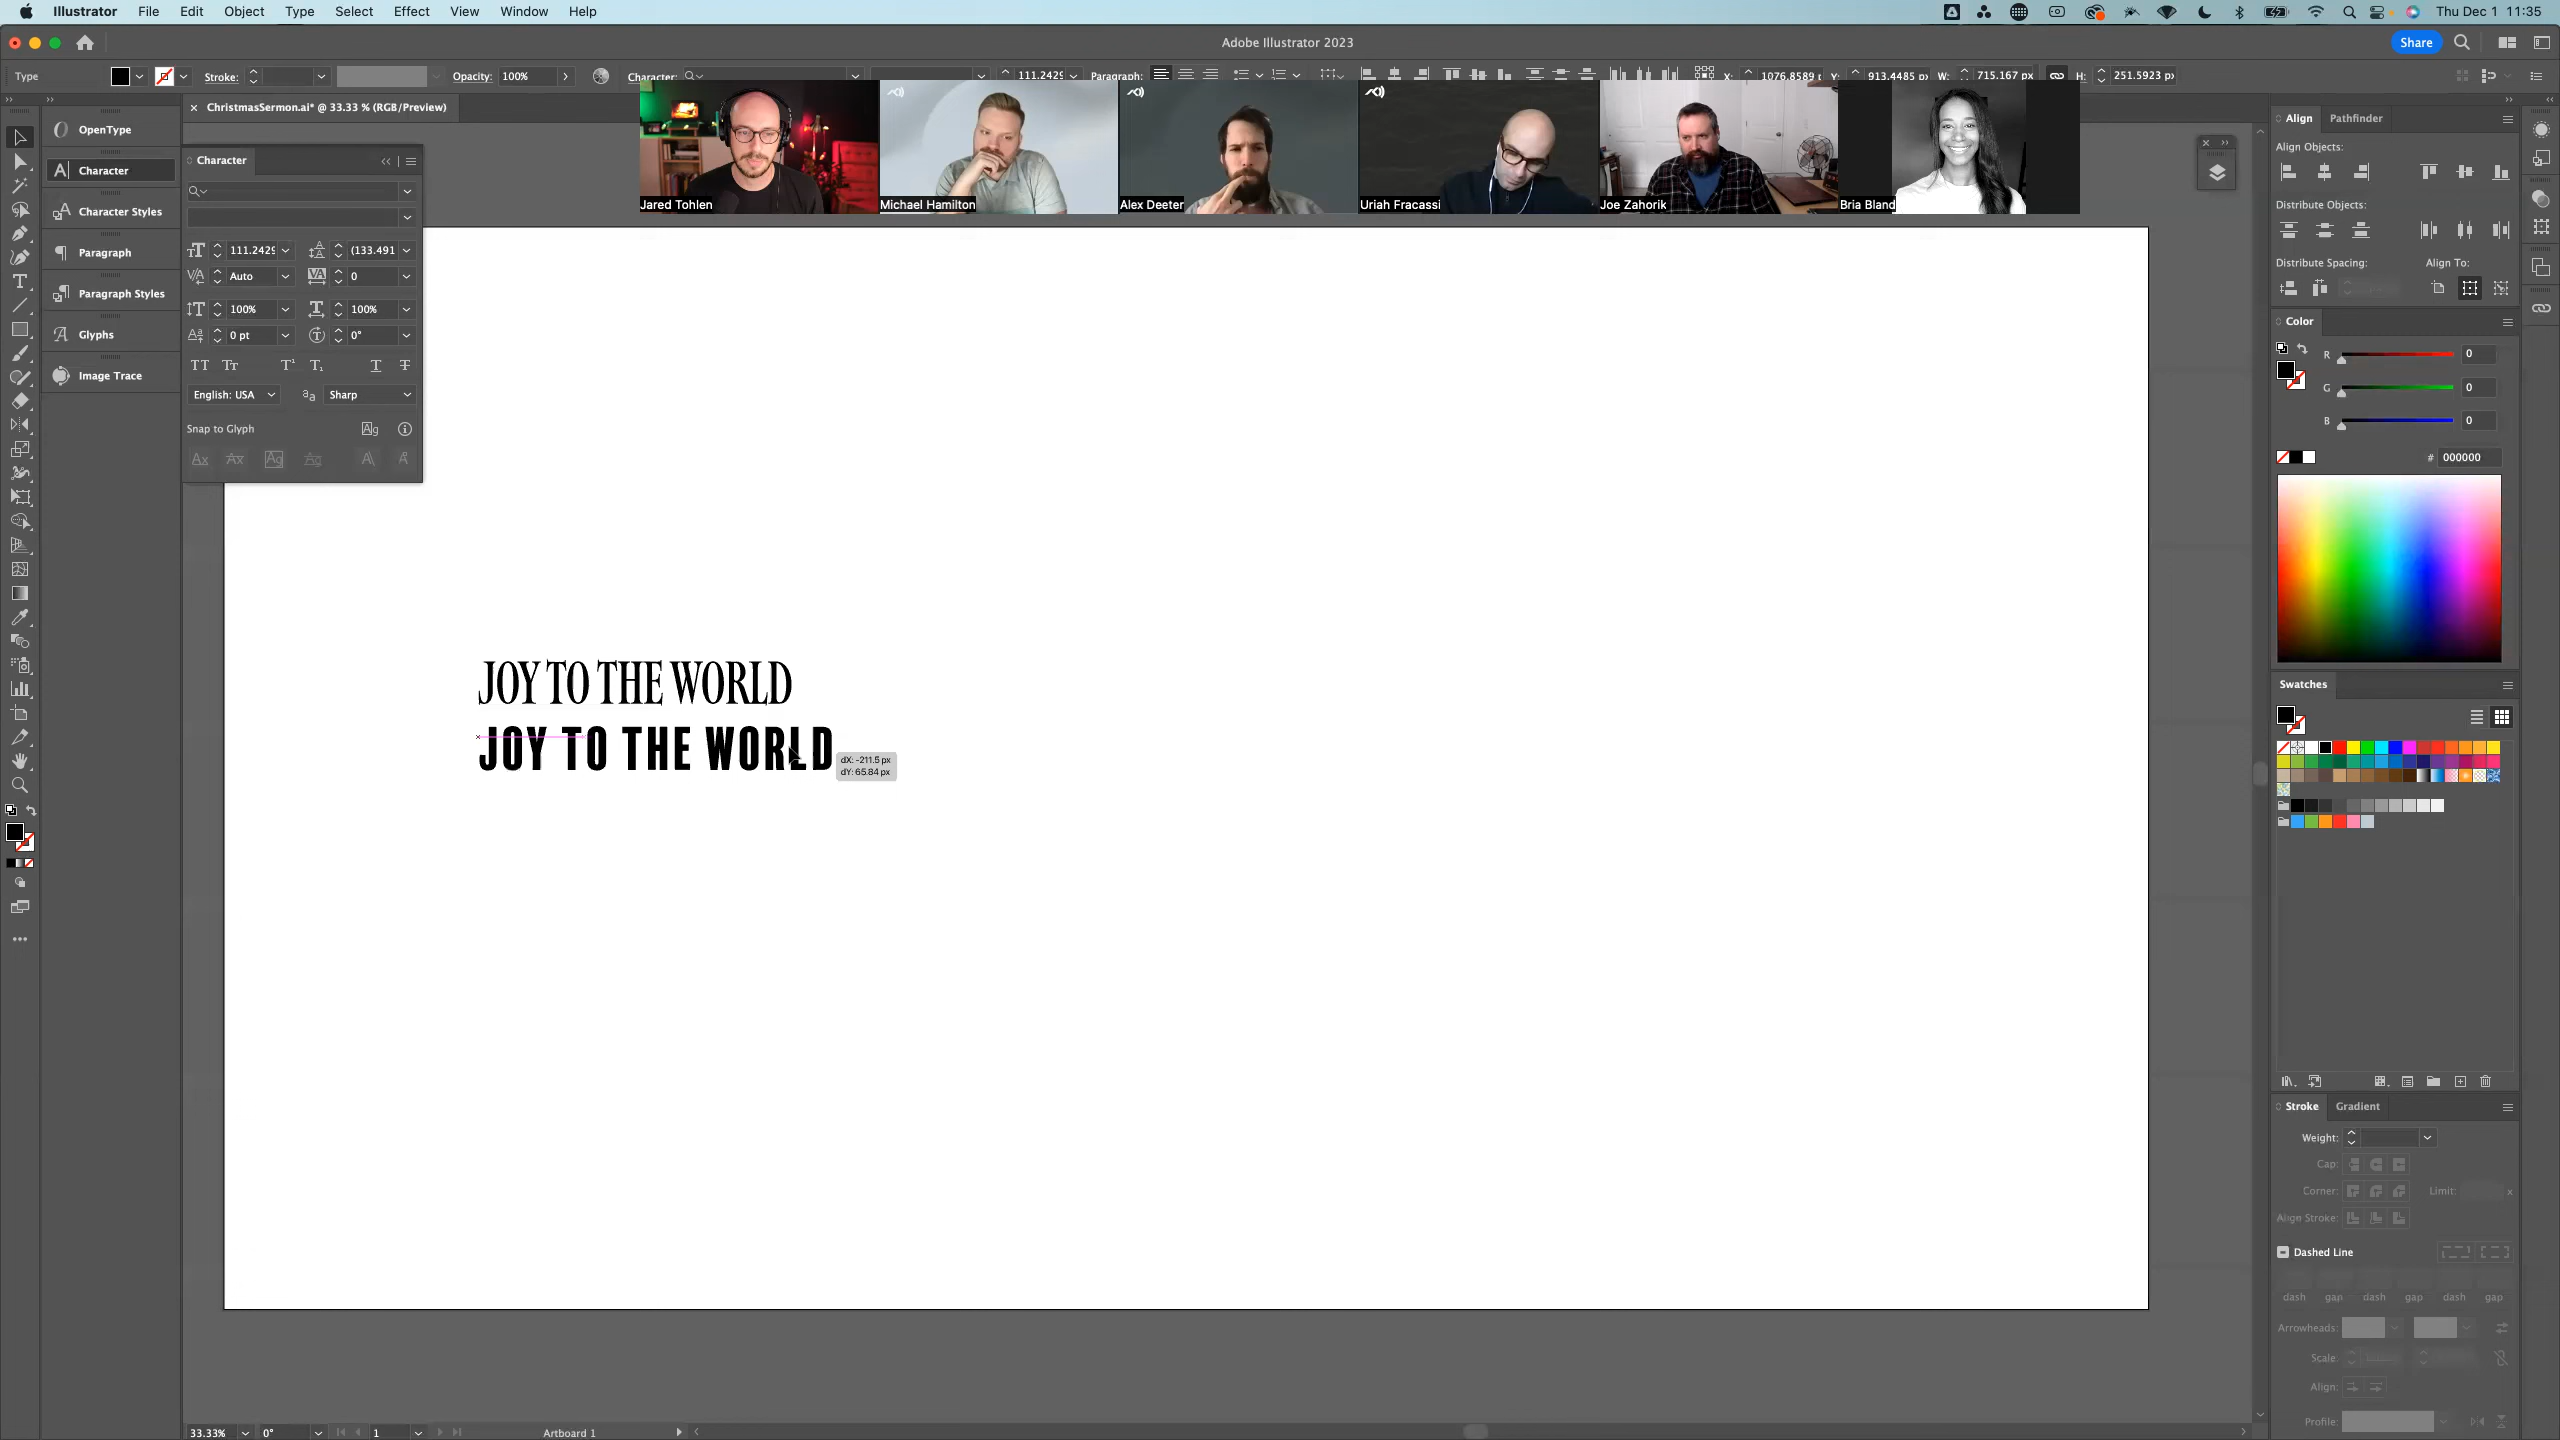 Illustrator File Edit Object Type Select Effect View Window Help
Thu Dec 1 11:35
Adobe Illustrator 2023
Share
Type
Stroke:
Opacity: 100%
Character:
111.2429
Paragraph:
X: 1076.8589
Y: 913.4485 px
W: 715.167 px
H: 251.5923 px
ChristmasSermon.ai* @ 33.33 % (RGB/Preview)
Jared Tohlen
Michael Hamilton
Alex Deeter
Uriah Fracassi
Joe Zahorik
Bria Bland
OpenType
Character
Character Styles
Paragraph
Paragraph Styles
Glyphs
Image Trace
Character
111.2429
(133.491
Auto
0
100%
100%
0 pt
0°
English: USA
Sharp
Snap to Glyph
JOY TO THE WORLD
JOY TO THE WORLD
dX: -211.5 px
dY: 65.84 px
Align Pathfinder
Align Objects:
Distribute Objects:
Distribute Spacing:
Align To:
Color
R 0
G 0
B 0
# 000000
Swatches
Stroke Gradient
Weight:
Cap:
Corner:
Limit: x
Align Stroke:
Dashed Line
dash gap dash gap dash gap
Arrowheads:
Scale:
Align:
Profile:
33.33%
0°
1
Artboard 1